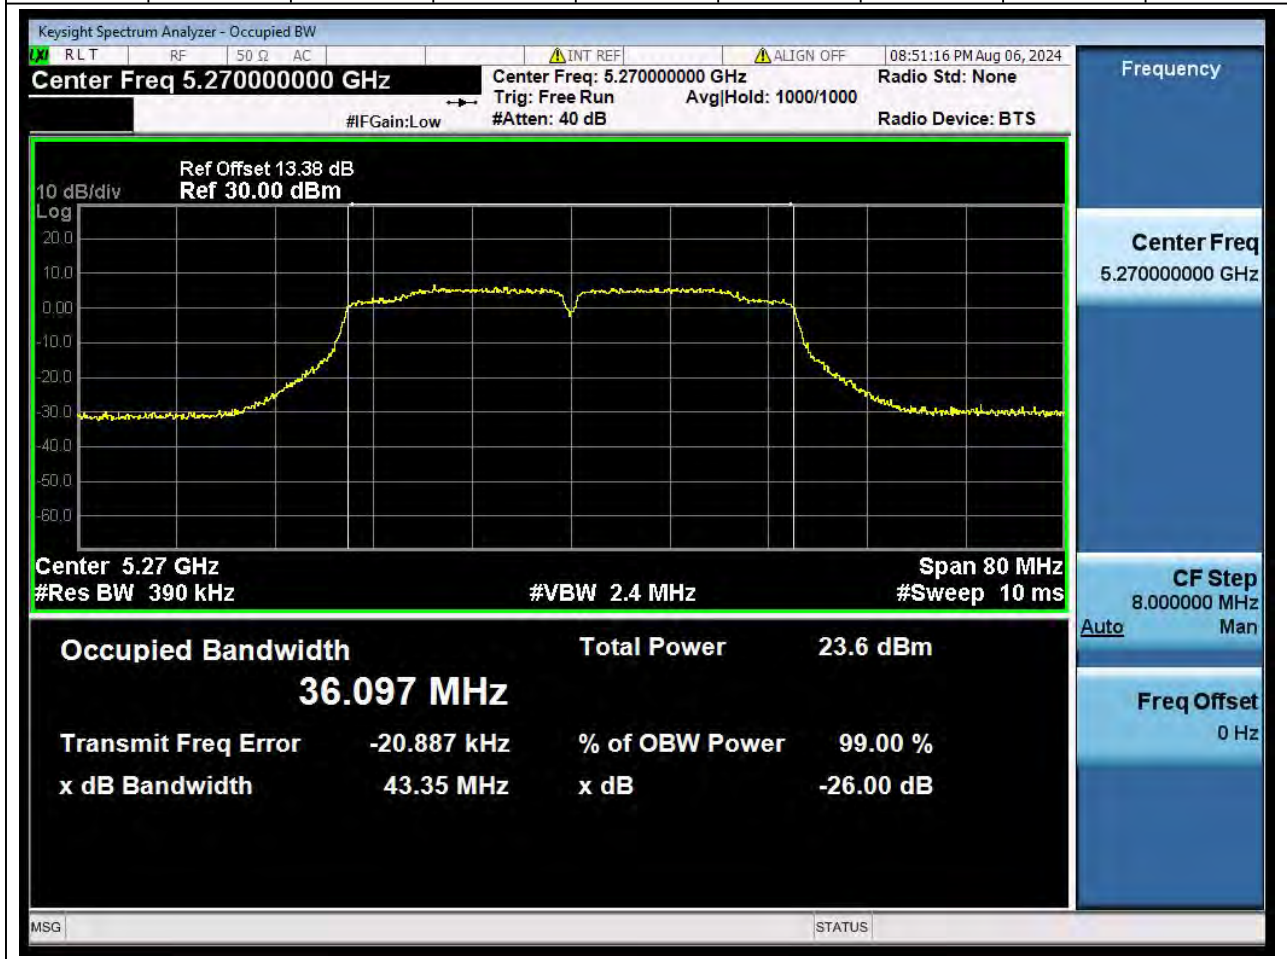 Keysight Spectrum Analyzer - Occupied BW
LXI RLT RF 50 Ω AC INT REF ALIGN OFF 08:51:16 PM Aug 06, 2024
Center Freq 5.270000000 GHz
Center Freq: 5.270000000 GHz Radio Std: None
Trig: Free Run Avg|Hold: 1000/1000
#IFGain:Low #Atten: 40 dB Radio Device: BTS
Ref Offset 13.38 dB
10 dB/div Ref 30.00 dBm
Log
20.0
10.0
0.00
-10.0
-20.0
-30.0
-40.0
-50.0
-60.0
Center 5.27 GHz Span 80 MHz
#Res BW 390 kHz #VBW 2.4 MHz #Sweep 10 ms
Occupied Bandwidth Total Power 23.6 dBm
36.097 MHz
Transmit Freq Error -20.887 kHz % of OBW Power 99.00 %
x dB Bandwidth 43.35 MHz x dB -26.00 dB
Frequency
Center Freq
5.270000000 GHz
CF Step
8.000000 MHz
Auto Man
Freq Offset
0 Hz
MSG STATUS